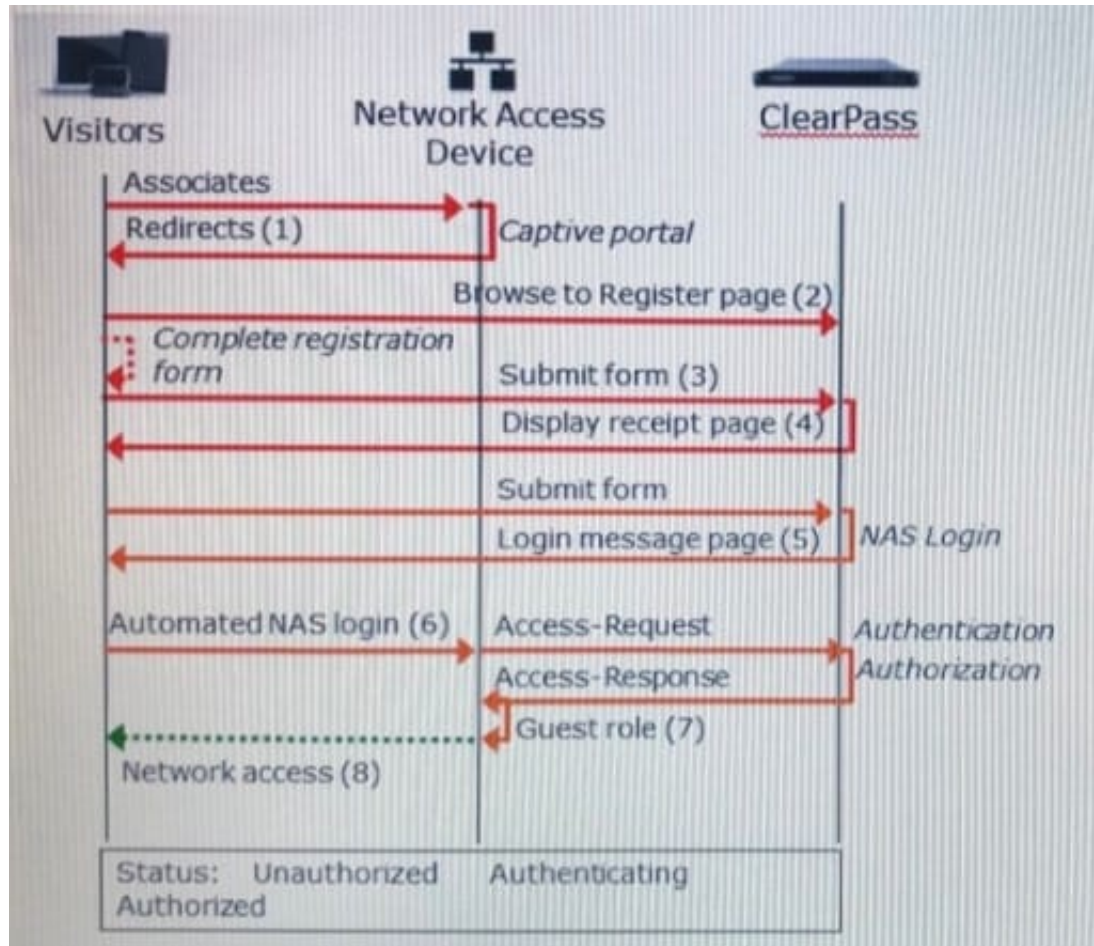 Visitors
Network Access
Device
ClearPass
Associates
Redirects (1)
Captive portal
Browse to Register page (2)
Complete registration
form
Submit form (3)
Display receipt page (4)
Submit form
Login message page (5)
NAS Login
Automated NAS login (6)
Access-Request
Authentication
Access-Response
Authorization
Guest role (7)
Network access (8)
Status: Unauthorized Authenticating
Authorized